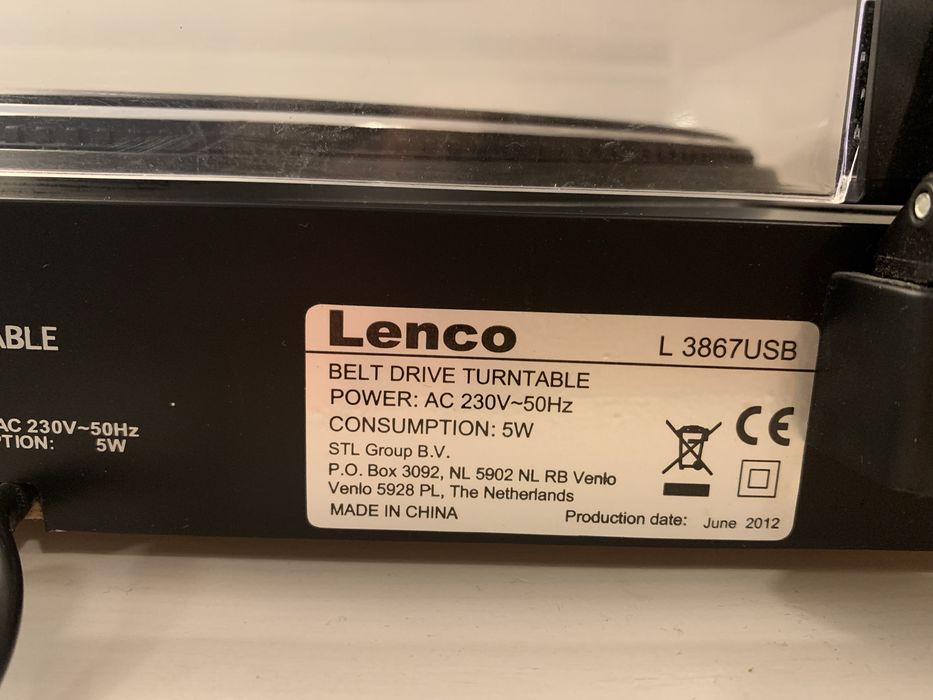 ABLE
AC 230V~50Hz
TION: 5W
Lenco L 3867USB
BELT DRIVE TURNTABLE
POWER: AC 230V~50Hz
CONSUMPTION: 5W
STL Group B.V.
P.O. Box 3092, NL 5902 NL RB Venlo
Venlo 5928 PL, The Netherlands
MADE IN CHINA
Production date: June 2012
CE